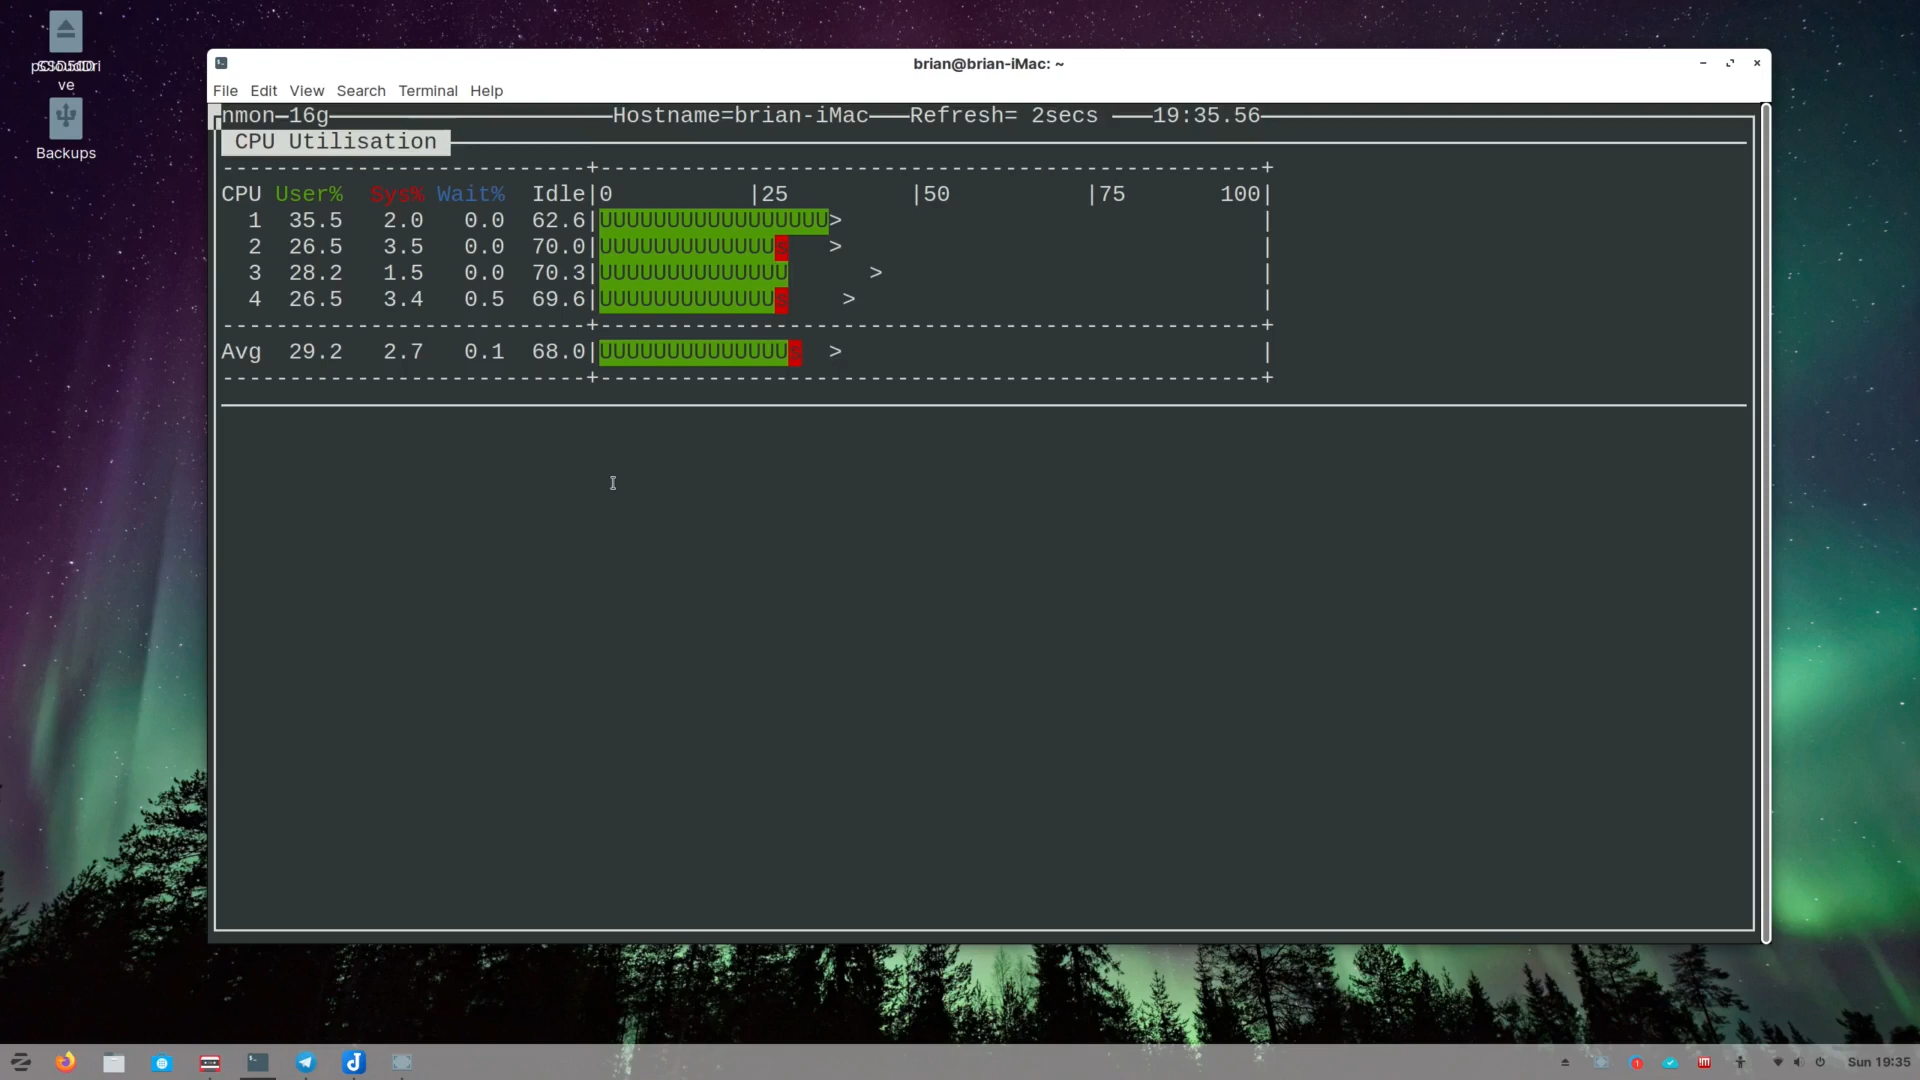 brian@brian-iMac: ~
ve
Backups
File Edit View Search Terminal Help
nmon-16g Hostname=brian-iMac Refresh= 2secs 19:35.56
CPU Utilisation
---------------------------+-------------------------------------------------+
CPU User% Sys% Wait% Idle|0 |25 |50 |75 100|
1 35.5 2.0 0.0 62.6|UUUUUUUUUUUUUUUUU> |
2 26.5 3.5 0.0 70.0|UUUUUUUUUUUUUs > |
3 28.2 1.5 0.0 70.3|UUUUUUUUUUUUUU > |
4 26.5 3.4 0.5 69.6|UUUUUUUUUUUUUs > |
---------------------------+-------------------------------------------------+
Avg 29.2 2.7 0.1 68.0|UUUUUUUUUUUUUUs > |
---------------------------+-------------------------------------------------+
Sun 19:35